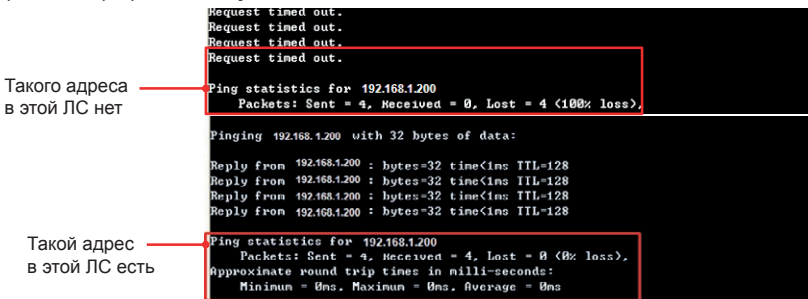 Request timed out.
Request timed out.
Request timed out.
Request timed out.
Такого адреса
в этой ЛС нет
Ping statistics for 192.168.1.200
Packets: Sent = 4, Received = 0, Lost = 4 (100% loss),
Pinging 192.168.1.200 with 32 bytes of data:
Reply from 192.168.1.200 : bytes=32 time<1ms TTL=128
Reply from 192.168.1.200 : bytes=32 time<1ms TTL=128
Reply from 192.168.1.200 : bytes=32 time<1ms TTL=128
Reply from 192.168.1.200 : bytes=32 time<1ms TTL=128
Такой адрес
в этой ЛС есть
Ping statistics for 192.168.1.200
Packets: Sent = 4, Received = 4, Lost = 0 (0% loss),
Approximate round trip times in milli-seconds:
Minimum = 0ms, Maximum = 0ms, Average = 0ms